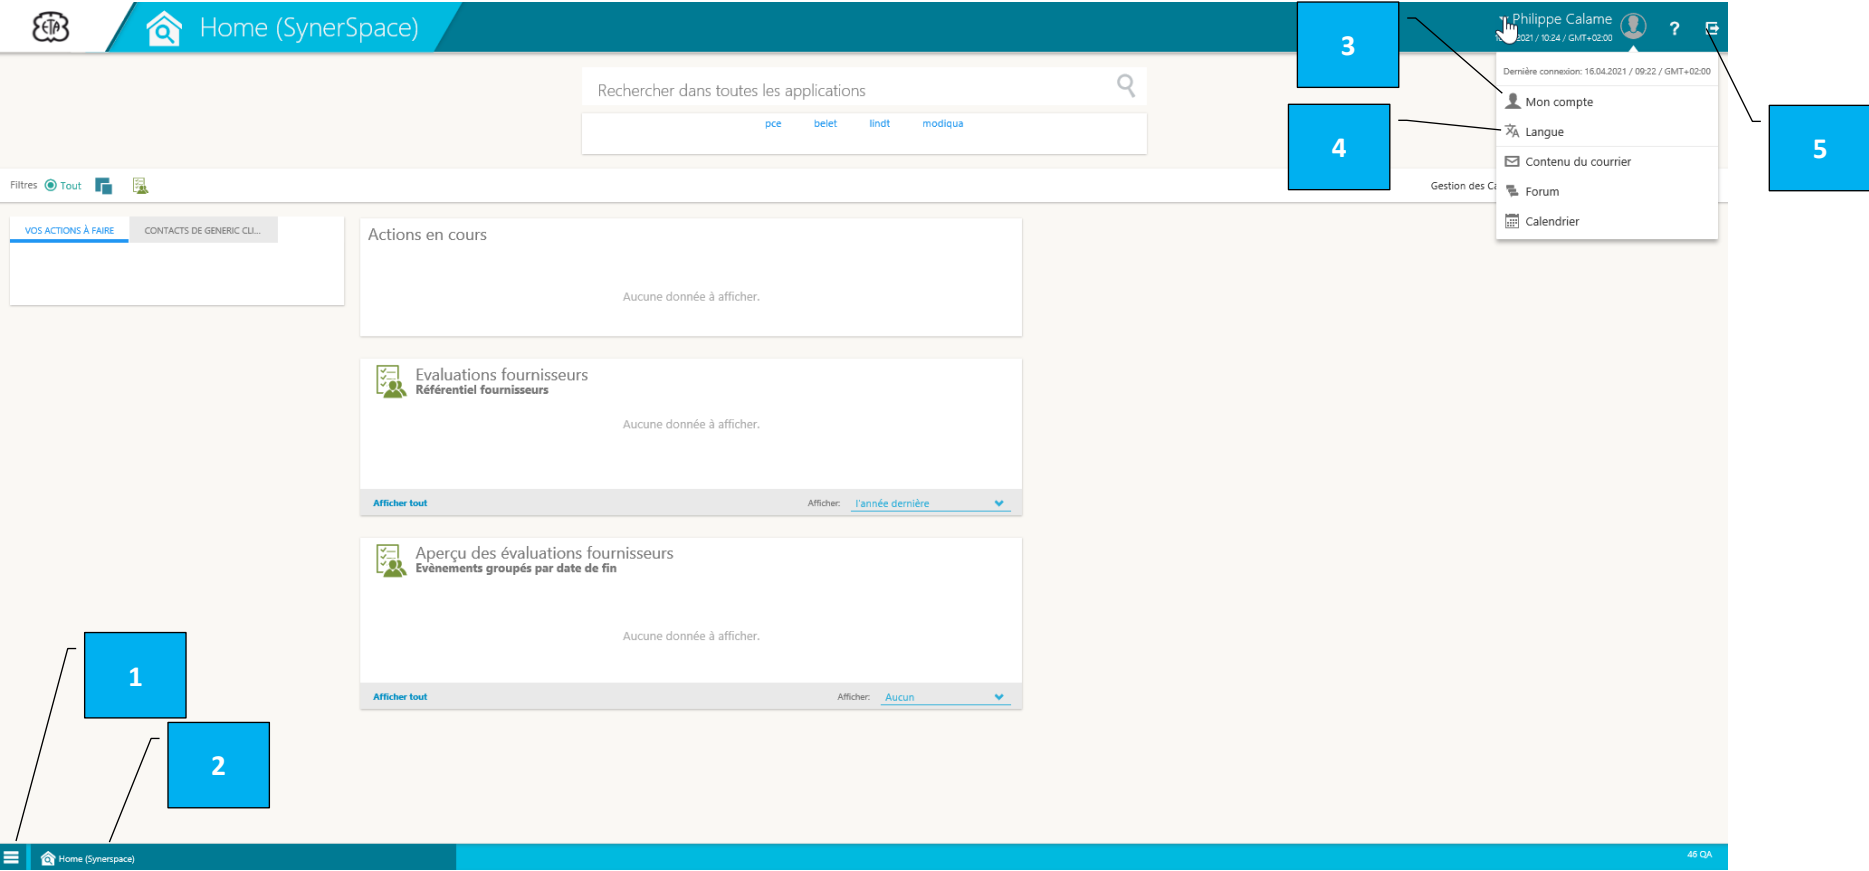 ETA
Home (SynerSpace)
Philippe Calame
2021 / 10:24 / GMT+02:00
?
3
Dernière connexion: 16.04.2021 / 09:22 / GMT+02:00
Rechercher dans toutes les applications
Mon compte
pce belet lindt modiqua
Langue
4
5
Contenu du courrier
Filtres Tout
Gestion des Ca
Forum
Calendrier
VOS ACTIONS À FAIRE CONTACTS DE GENERIC CLI...
Actions en cours
Aucune donnée à afficher.
Evaluations fournisseurs
Référentiel fournisseurs
Aucune donnée à afficher.
Afficher tout Afficher: l'année dernière
Aperçu des évaluations fournisseurs
Evènements groupés par date de fin
Aucune donnée à afficher.
1
Afficher tout Afficher: Aucun
2
Home (Synerspace)
46 QA